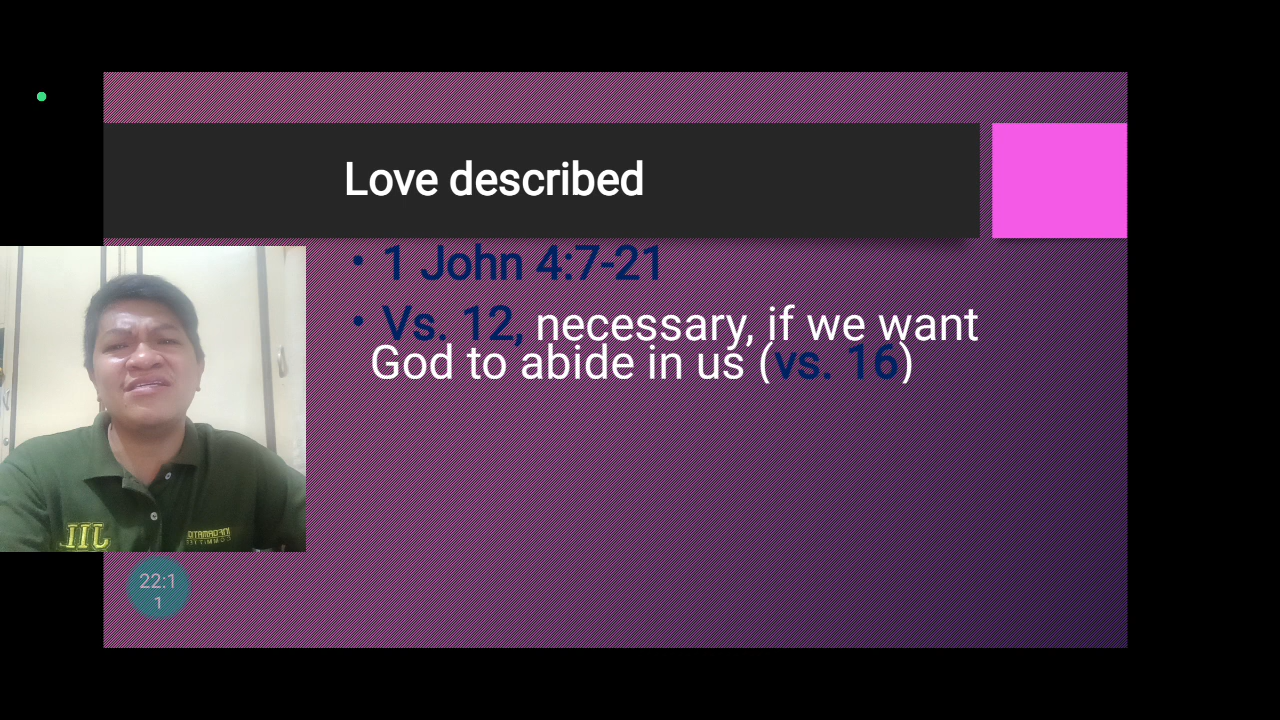 Love described
• 1 John 4:7-21
• Vs. 12, necessary, if we want
God to abide in us (vs. 16)
22:1
1